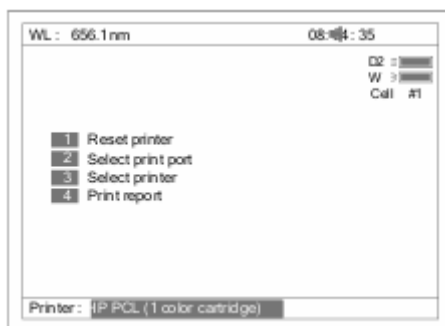 WL : 656.1nm
D2
W
Cell #1
1 Reset printer
2 Select print port
3 Select printer
4 Print report
Printer : HP PCL (1 color cartridge)